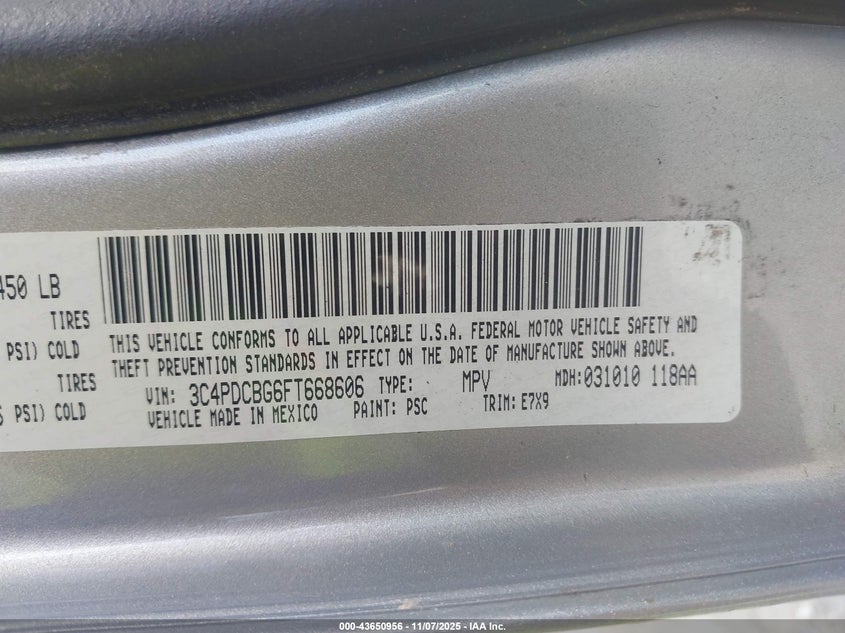 450 LB
TIRES
PSI) COLD
TIRES
PSI) COLD
THIS VEHICLE CONFORMS TO ALL APPLICABLE U.S.A. FEDERAL MOTOR VEHICLE SAFETY AND
THEFT PREVENTION STANDARDS IN EFFECT ON THE DATE OF MANUFACTURE SHOWN ABOVE.
VIN: 3C4PDCBG6FT668606 TYPE: MPV MDH:031010 118AA
VEHICLE MADE IN MEXICO PAINT: PSC TRIM: E7X9
000-43650956 - 11/07/2025 - IAA Inc.